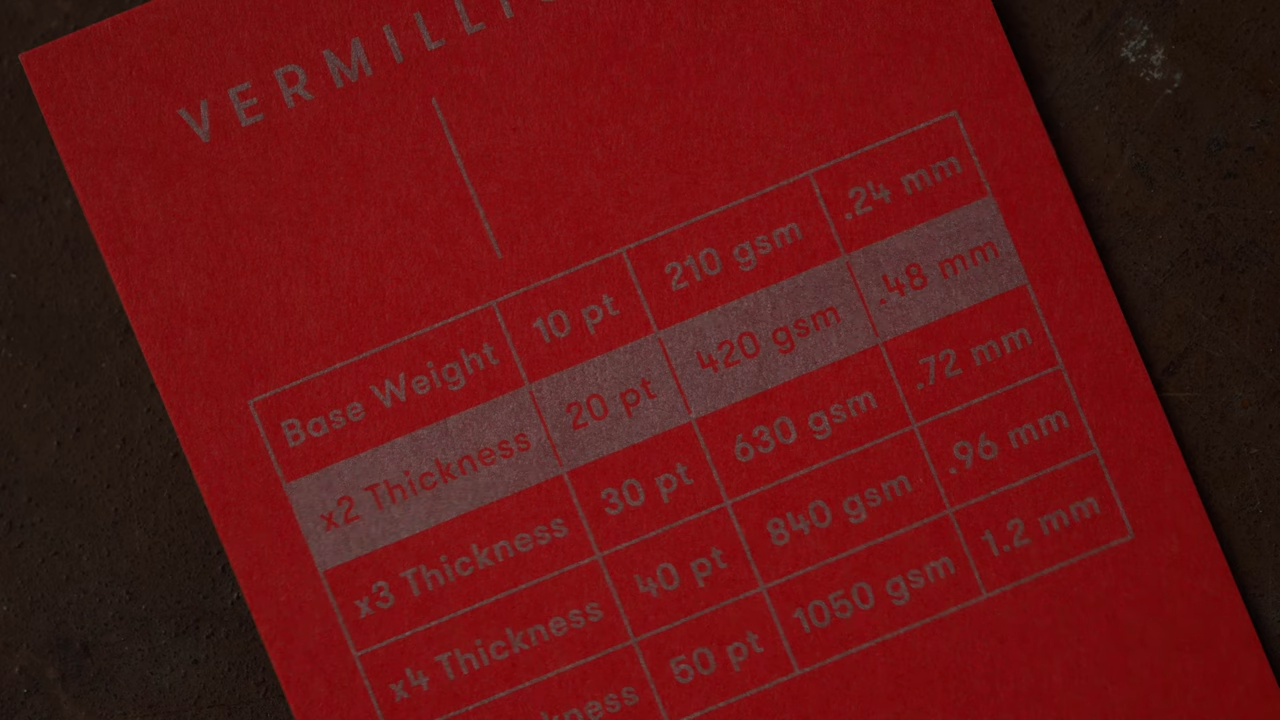 VERMILLI
Base Weight 10 pt 210 gsm .24 mm
x2 Thickness 20 pt 420 gsm .48 mm
x3 Thickness 30 pt 630 gsm .72 mm
x4 Thickness 40 pt 840 gsm .96 mm
kness 50 pt 1050 gsm 1.2 mm